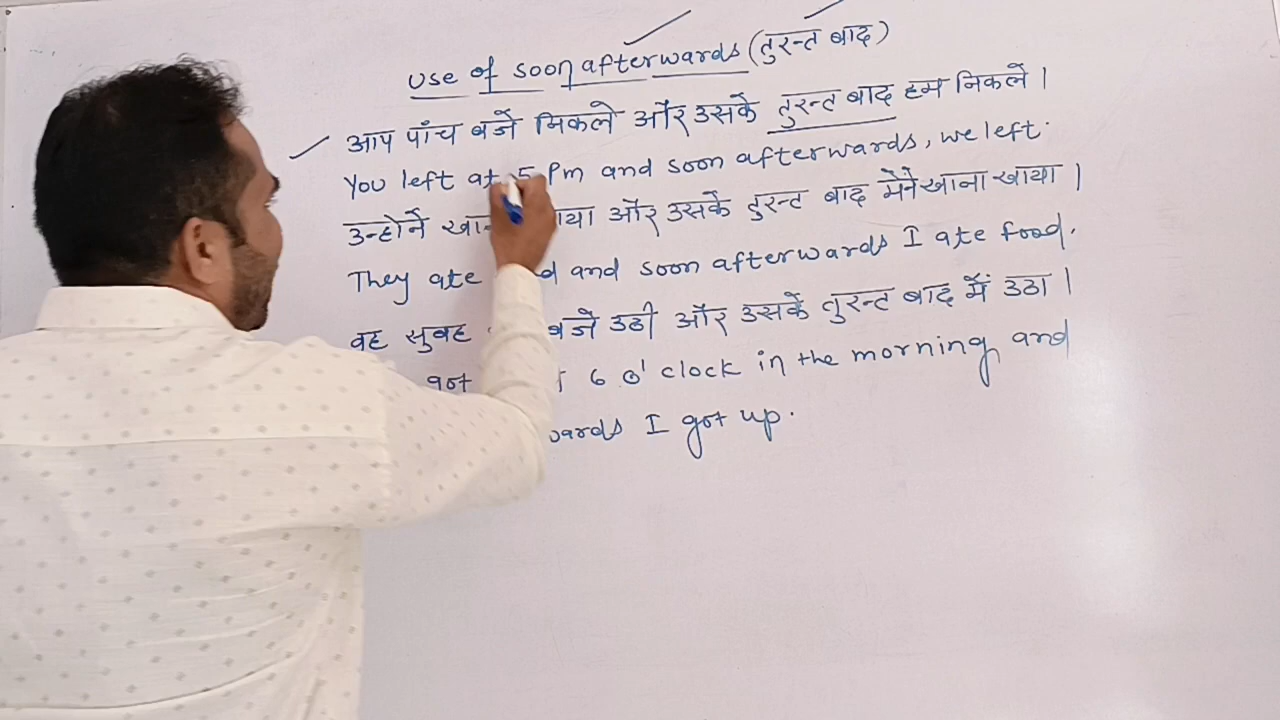 Use of soon afterwards (तुरन्त बाद)
आप पांच बजे निकले और उसके तुरन्त बाद हम निकले।
You left at 5 Pm and soon afterwards, we left.
उन्होने खाया और उसके तुरन्त बाद मैने खाना खाया।
They ate and soon afterwards I ate food.
वह सुबह बजे उठी और उसके तुरन्त बाद मैं उठा।
got 6 O'clock in the morning and
I got up.